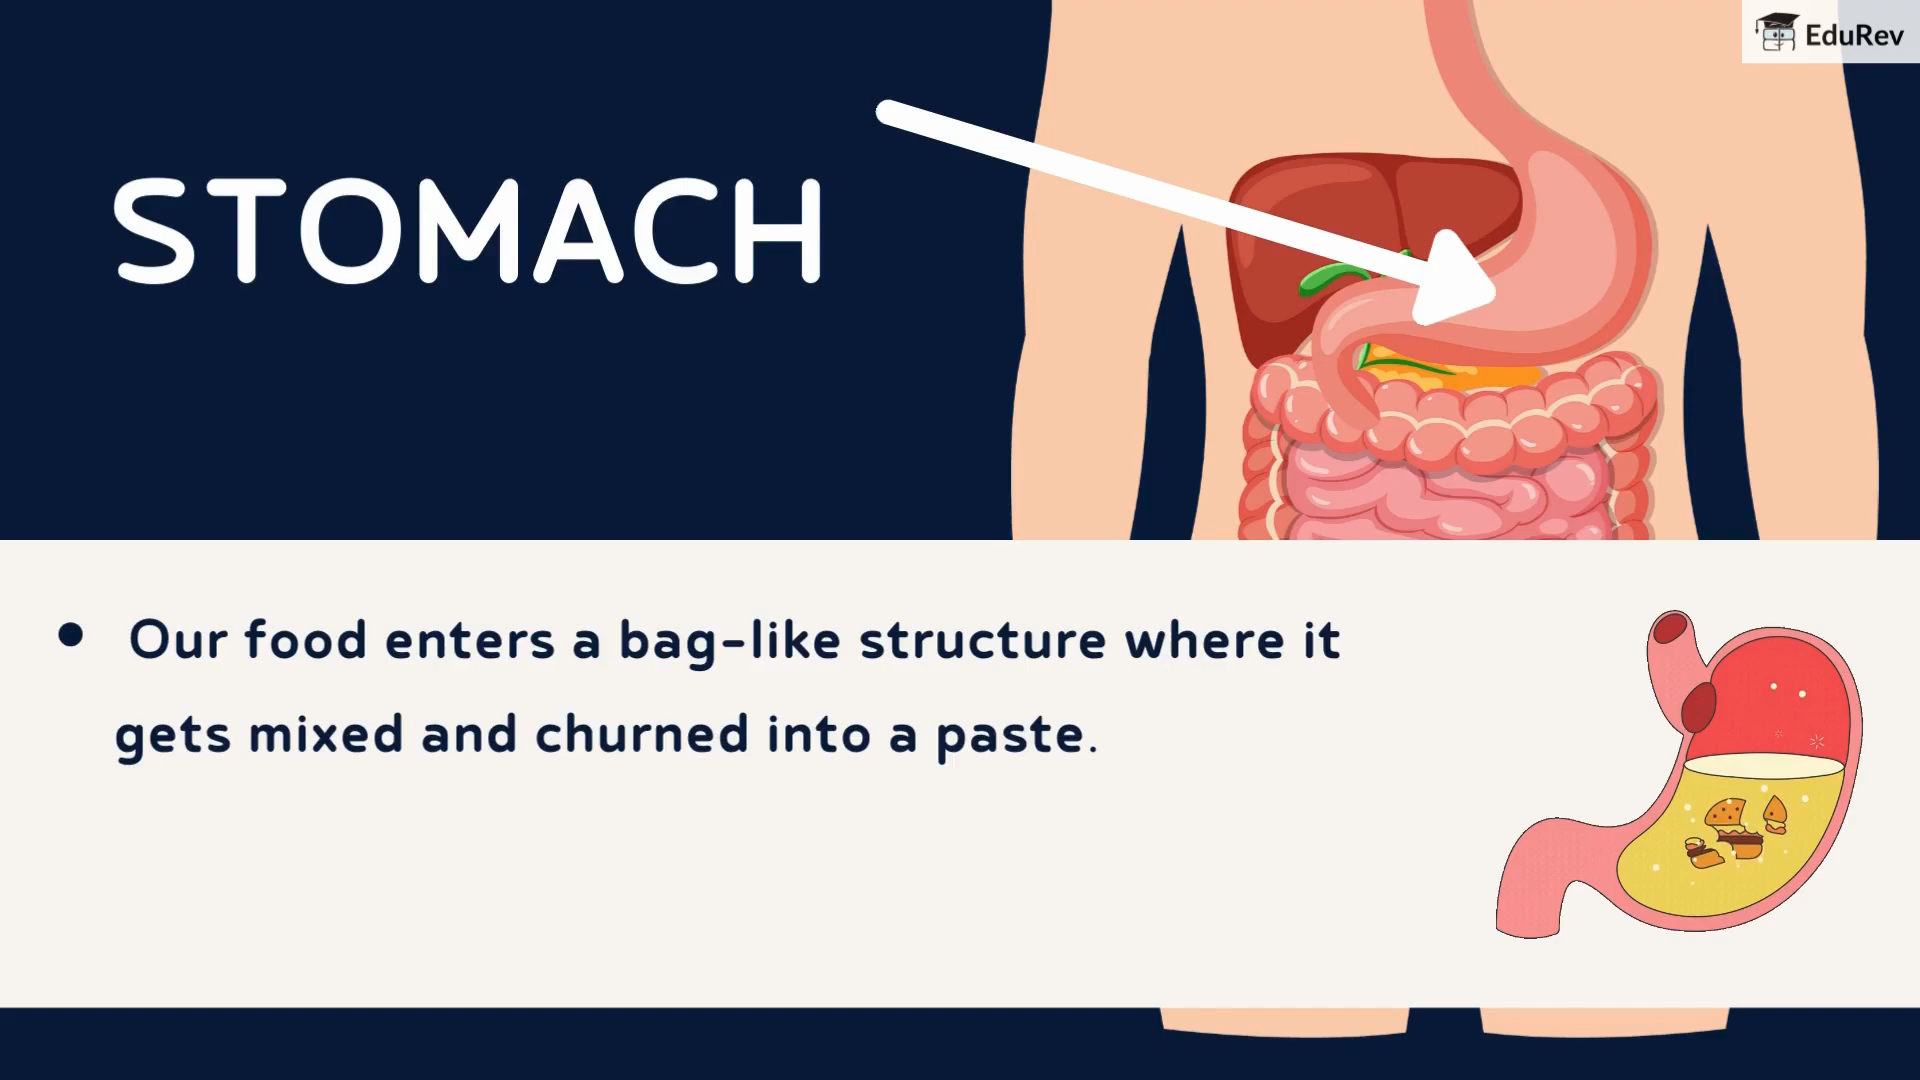 EduRev
STOMACH
• Our food enters a bag-like structure where it
gets mixed and churned into a paste.